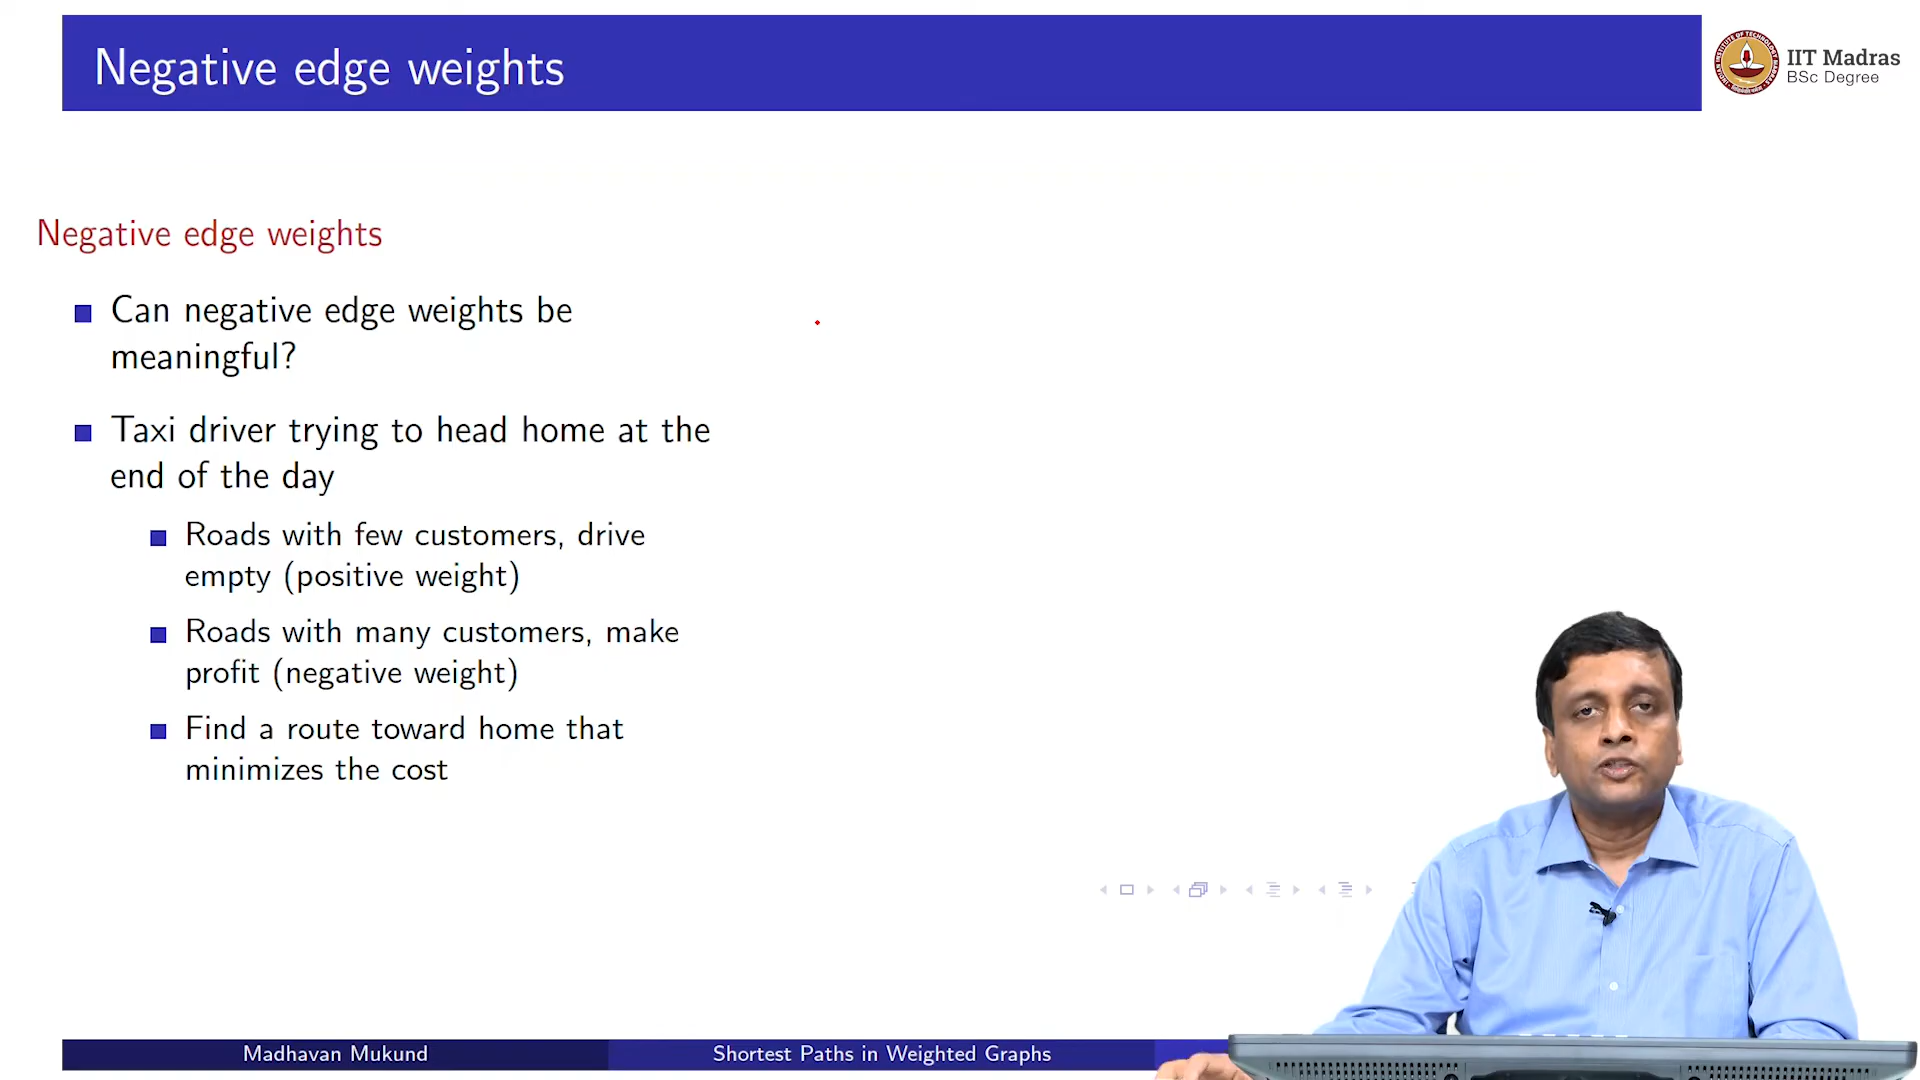 Negative edge weights
IIT Madras
BSc Degree
Negative edge weights
Can negative edge weights be
meaningful?
Taxi driver trying to head home at the
end of the day
Roads with few customers, drive
empty (positive weight)
Roads with many customers, make
profit (negative weight)
Find a route toward home that
minimizes the cost
Madhavan Mukund
Shortest Paths in Weighted Graphs